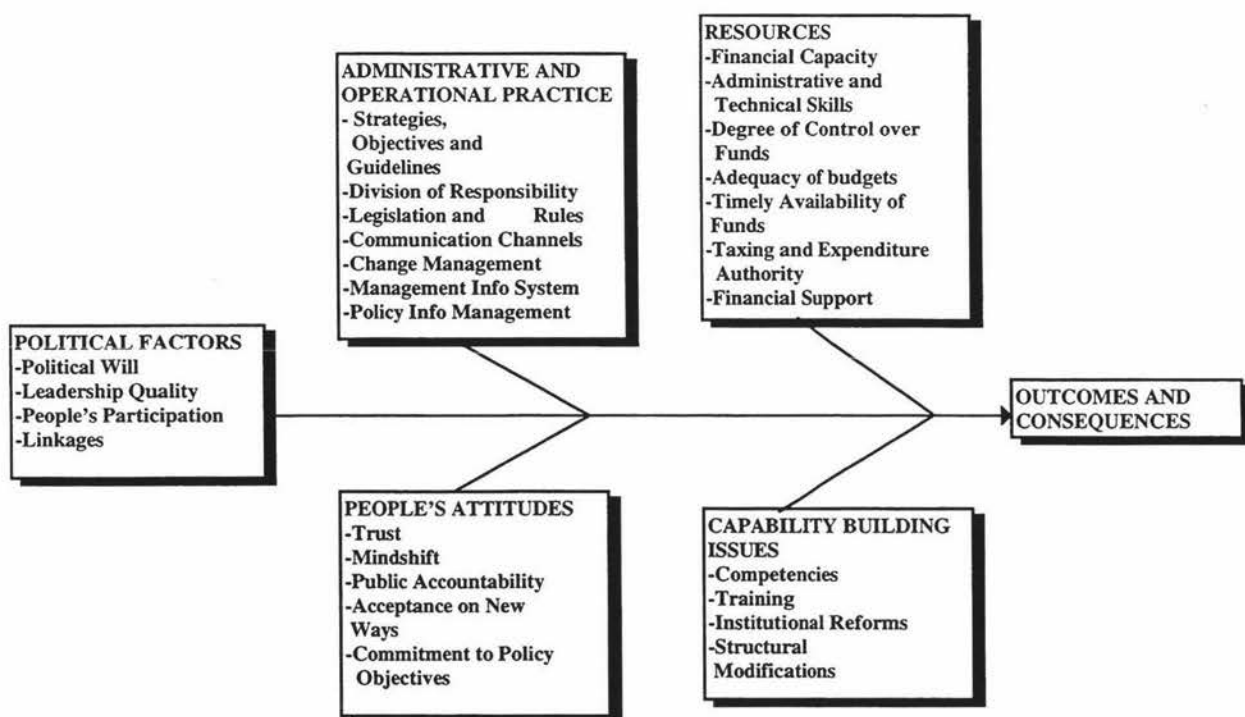 RESOURCES
-Financial Capacity
-Administrative and
Technical Skills
-Degree of Control over
Funds
-Adequacy of budgets
-Timely Availability of
Funds
-Taxing and Expenditure
Authority
-Financial Support
ADMINISTRATIVE AND
OPERATIONAL PRACTICE
- Strategies,
Objectives and
Guidelines
-Division of Responsibility
-Legislation and Rules
-Communication Channels
-Change Management
-Management Info System
-Policy Info Management
POLITICAL FACTORS
-Political Will
-Leadership Quality
-People's Participation
-Linkages
OUTCOMES AND
CONSEQUENCES
PEOPLE'S ATTITUDES
-Trust
-Mindshift
-Public Accountability
-Acceptance on New
Ways
-Commitment to Policy
Objectives
CAPABILITY BUILDING
ISSUES
-Competencies
-Training
-Institutional Reforms
-Structural
Modifications